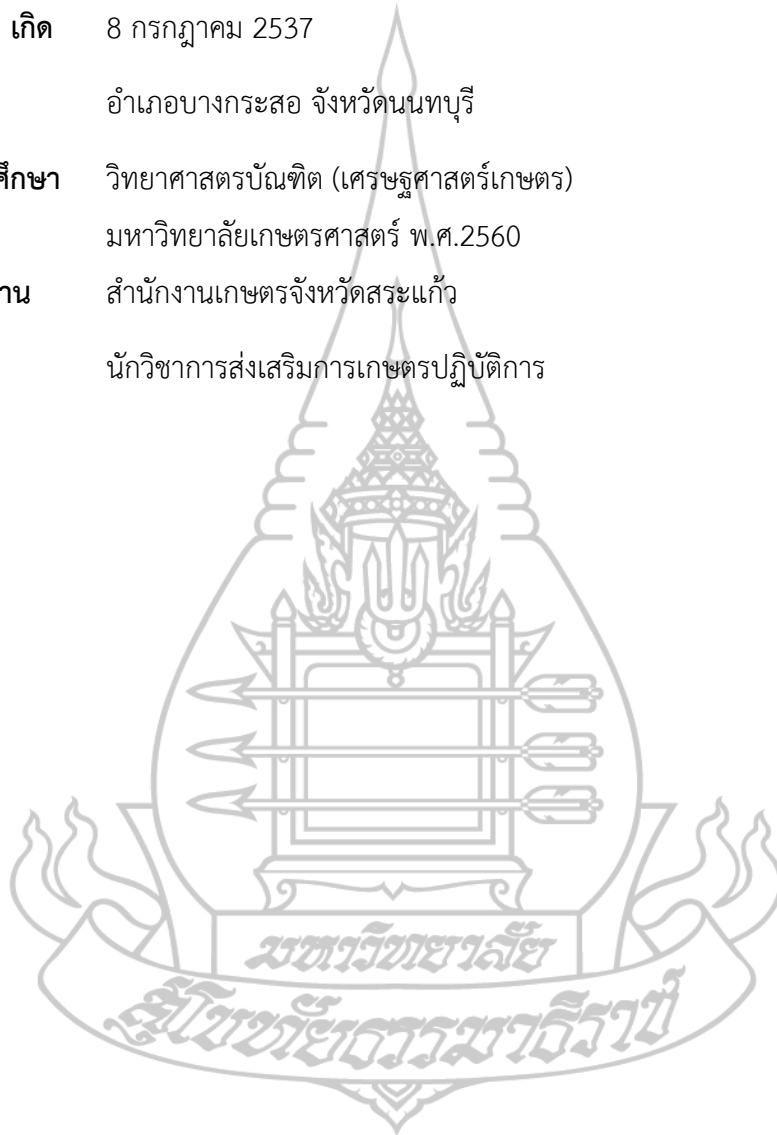 เกิด 8 กรกฎาคม 2537
อำเภอบางกระสอ จังหวัดนนทบุรี
ศึกษา วิทยาศาสตรบัณฑิต (เศรษฐศาสตร์เกษตร)
มหาวิทยาลัยเกษตรศาสตร์ พ.ศ.2560
าน สำนักงานเกษตรจังหวัดสระแก้ว
นักวิชาการส่งเสริมการเกษตรปฏิบัติการ
มหาวิทยาลัย
สุโขทัยธรรมาธิราช